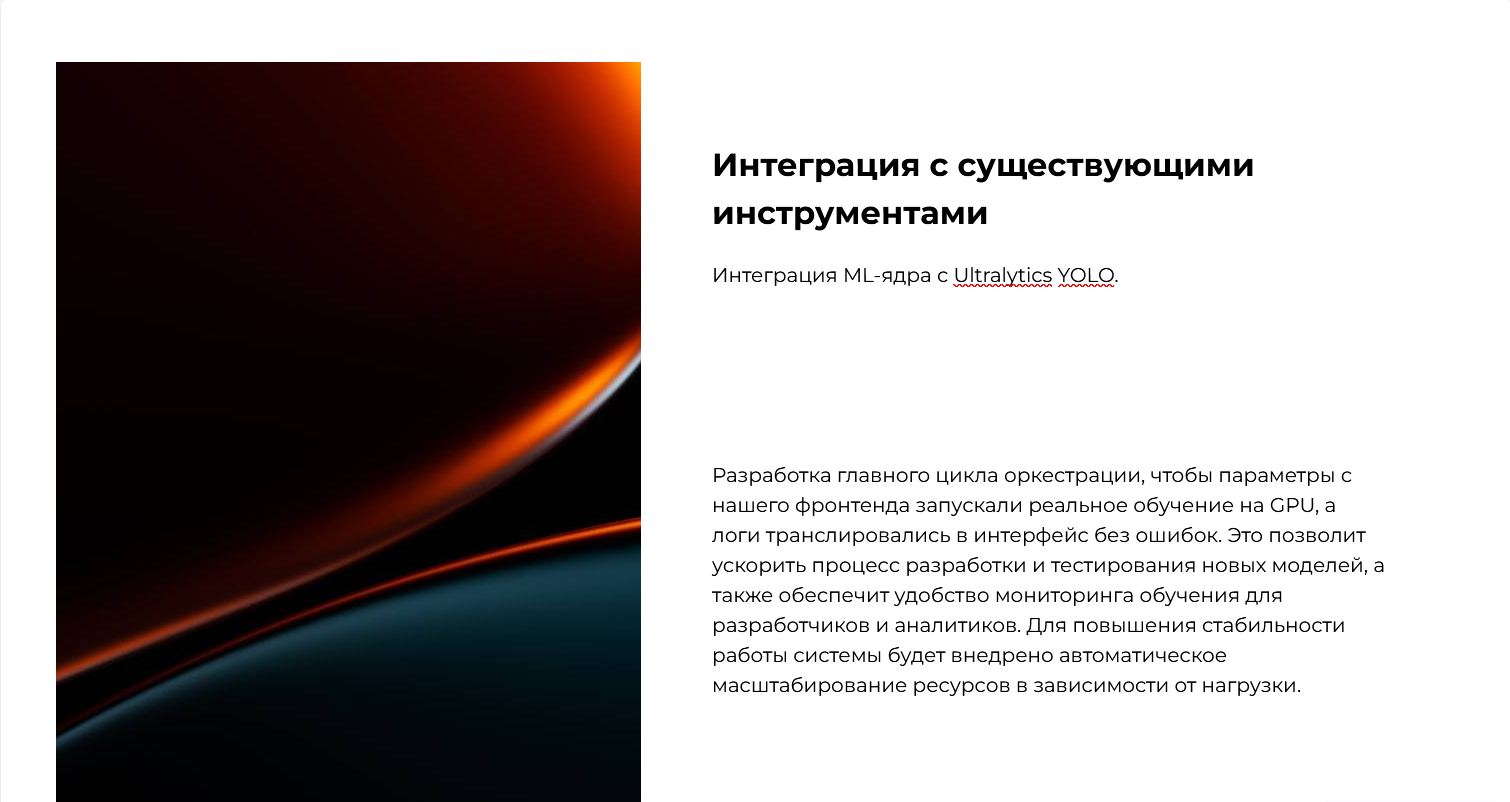 Интеграция с существующими
инструментами
Интеграция ML-ядра с Ultralytics YOLO.
Разработка главного цикла оркестрации, чтобы параметры с
нашего фронтенда запускали реальное обучение на GPU, а
логи транслировались в интерфейс без ошибок. Это позволит
ускорить процесс разработки и тестирования новых моделей, а
также обеспечит удобство мониторинга обучения для
разработчиков и аналитиков. Для повышения стабильности
работы системы будет внедрено автоматическое
масштабирование ресурсов в зависимости от нагрузки.